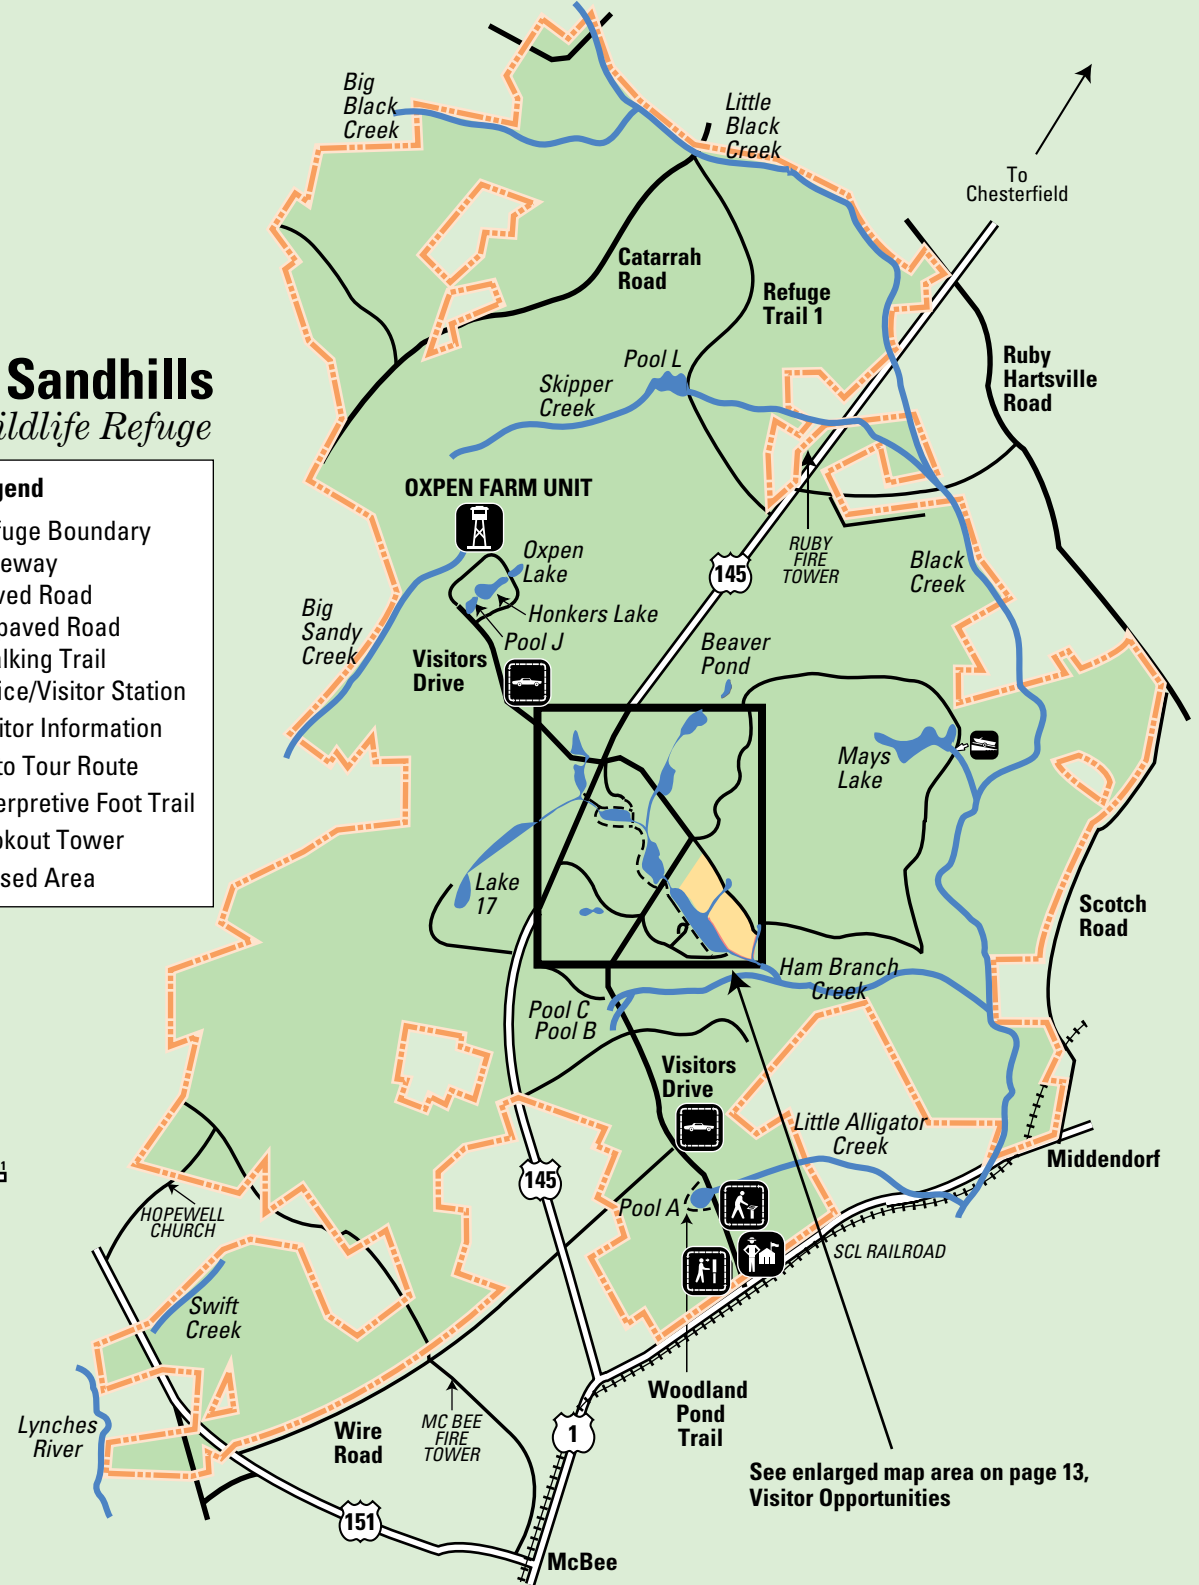 Big
Black
Creek
Little
Black
Creek
To
Chesterfield
Catarrah
Road
Refuge
Trail 1
Ruby
Hartsville
Road
Sandhills
ildlife Refuge
Pool L
Skipper
Creek
gend
fuge Boundary
eway
ved Road
paved Road
alking Trail
ice/Visitor Station
itor Information
to Tour Route
erpretive Foot Trail
okout Tower
sed Area
OXPEN FARM UNIT
Oxpen
Lake
Honkers Lake
Pool J
Big
Sandy
Creek
Visitors
Drive
145
RUBY
FIRE
TOWER
Black
Creek
Beaver
Pond
Mays
Lake
Lake
17
Scotch
Road
Ham Branch
Creek
Pool C
Pool B
Visitors
Drive
Little Alligator
Creek
Middendorf
145
Pool A
HOPEWELL
CHURCH
SCL RAILROAD
Swift
Creek
Lynches
River
Wire
Road
MC BEE
FIRE
TOWER
Woodland
Pond
Trail
1
See enlarged map area on page 13,
Visitor Opportunities
151
McBee
1